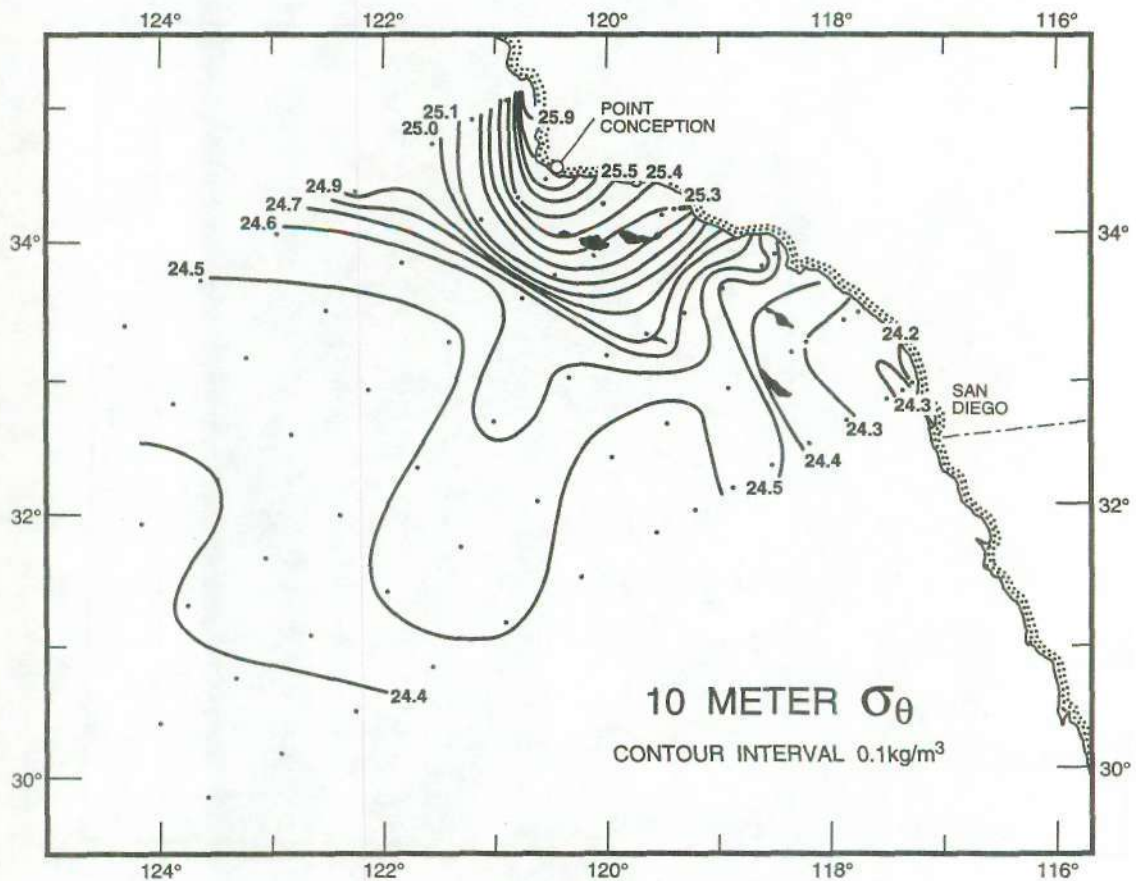 124° 122° 120° 118° 116°
25.1
25.0
25.9
POINT
CONCEPTION
25.5 25.4
25.3
24.9
24.7
24.6
34° 34°
24.5
24.2
24.3
SAN
DIEGO
24.3
24.4
24.5
32° 32°
24.4
10 METER σθ
CONTOUR INTERVAL 0.1kg/m³
30° 30°
124° 122° 120° 118° 116°